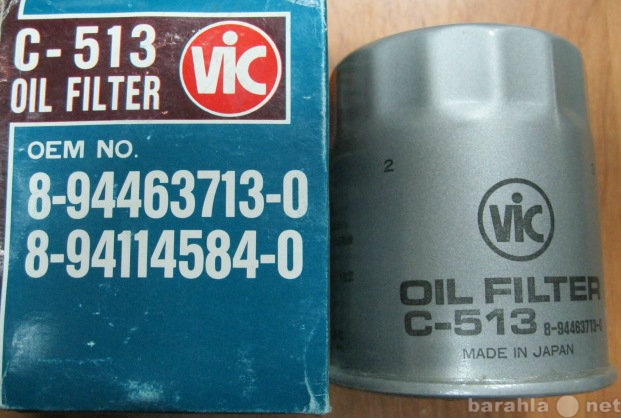 C-513
OIL FILTER
VIC
OEM NO.
8-94463713-0
8-94114584-0
2
VIC
OIL FILTER
C-513 8-94463713-0
MADE IN JAPAN
barahla.net